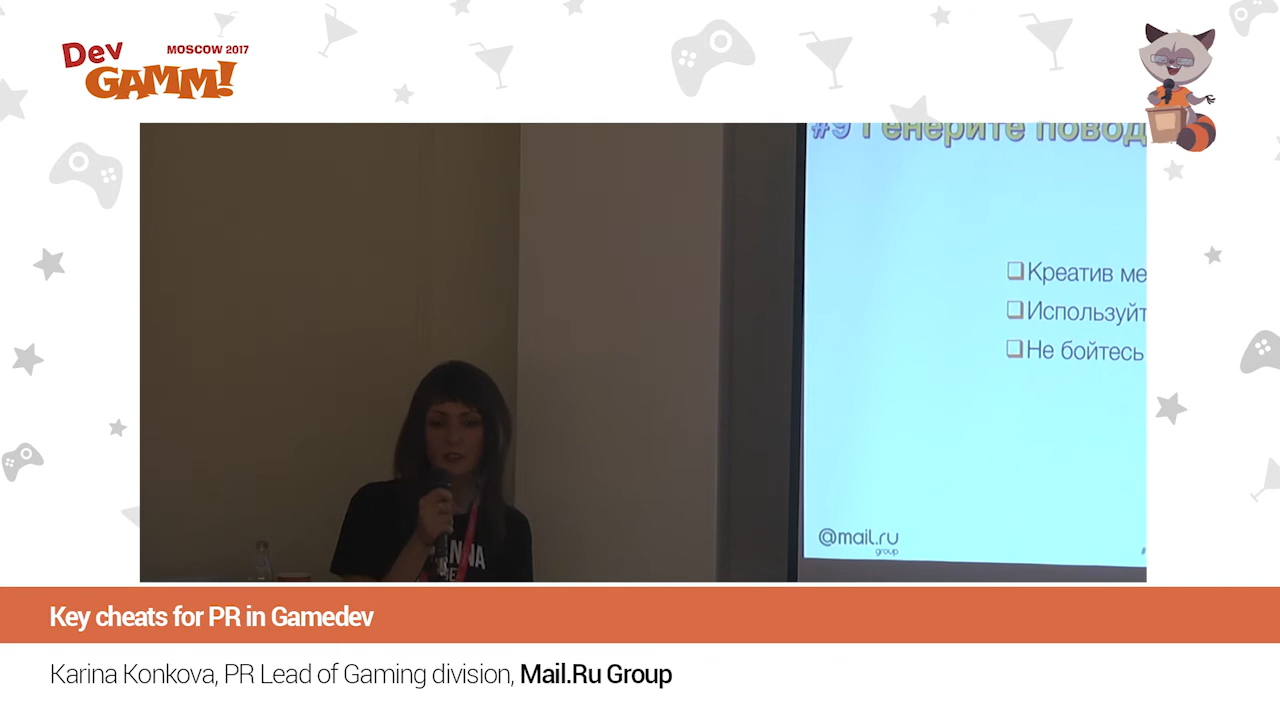 Dev
GAMM!
MOSCOW 2017
#9 Генерите повод
Креатив ме
Используйт
Не бойтесь
@mail.ru
group
Key cheats for PR in Gamedev
Karina Konkova, PR Lead of Gaming division, Mail.Ru Group